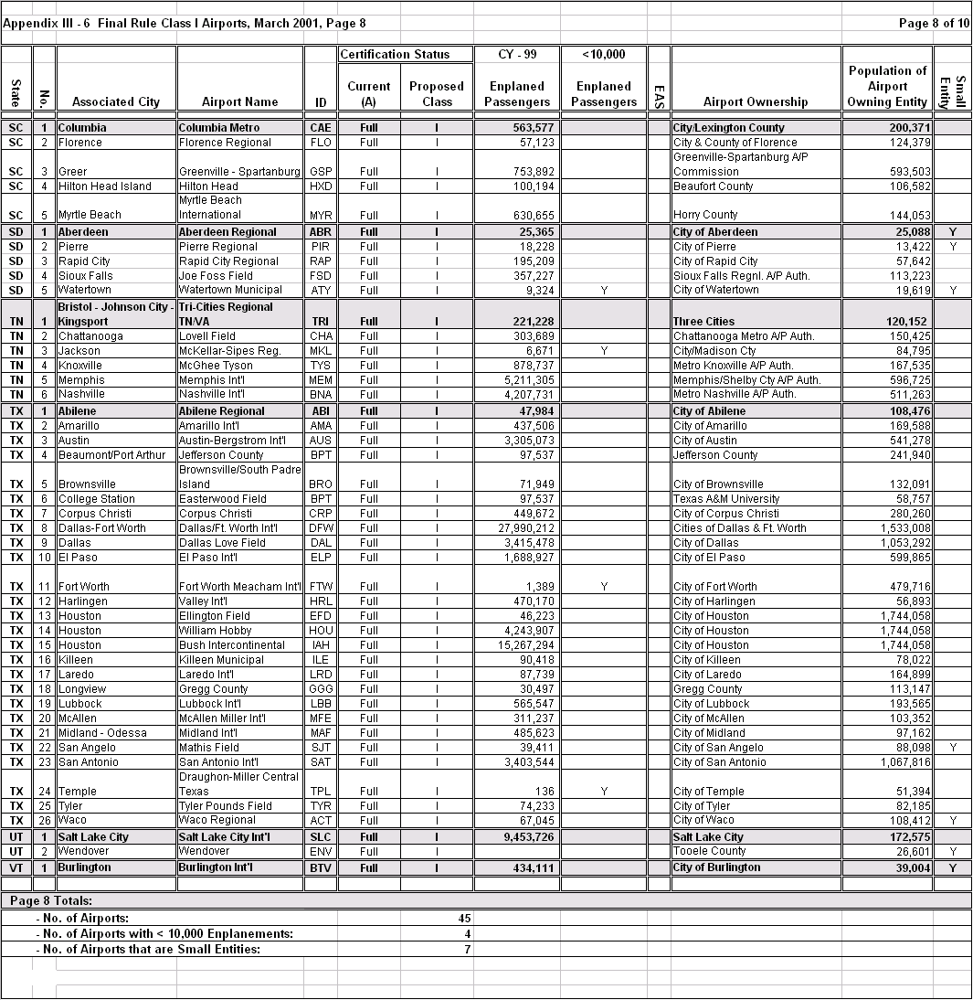 Appendix III - 6 Final Rule Class I Airports, March 2001, Page 8 Page 8 of 10
Certification Status CY - 99 <10,000
State No. Associated City Airport Name ID Current (A) Proposed Class Enplaned Passengers Enplaned Passengers EAS Airport Ownership Population of Airport Owning Entity Small Entity
SC 1 Columbia Columbia Metro CAE Full I 563,577 City/Lexington County 200,371
SC 2 Florence Florence Regional FLO Full I 57,123 City & County of Florence 124,379
SC 3 Greer Greenville - Spartanburg GSP Full I 753,892 Greenville-Spartanburg A/P Commission 593,503
SC 4 Hilton Head Island Hilton Head HXD Full I 100,194 Beaufort County 106,582
SC 5 Myrtle Beach Myrtle Beach International MYR Full I 630,655 Horry County 144,053
SD 1 Aberdeen Aberdeen Regional ABR Full I 25,365 City of Aberdeen 25,088 Y
SD 2 Pierre Pierre Regional PIR Full I 18,228 City of Pierre 13,422 Y
SD 3 Rapid City Rapid City Regional RAP Full I 195,209 City of Rapid City 57,642
SD 4 Sioux Falls Joe Foss Field FSD Full I 357,227 Sioux Falls Regnl. A/P Auth. 113,223
SD 5 Watertown Watertown Municipal ATY Full I 9,324 Y City of Watertown 19,619 Y
TN 1 Bristol - Johnson City - Kingsport Tri-Cities Regional TN/VA TRI Full I 221,228 Three Cities 120,152
TN 2 Chattanooga Lovell Field CHA Full I 303,689 Chattanooga Metro A/P Auth. 150,425
TN 3 Jackson McKellar-Sipes Reg. MKL Full I 6,671 Y City/Madison Cty 84,795
TN 4 Knoxville McGhee Tyson TYS Full I 878,737 Metro Knoxville A/P Auth. 167,535
TN 5 Memphis Memphis Int'l MEM Full I 5,211,305 Memphis/Shelby Cty A/P Auth. 596,725
TN 6 Nashville Nashville Int'l BNA Full I 4,207,731 Metro Nashville A/P Auth. 511,263
TX 1 Abilene Abilene Regional ABI Full I 47,984 City of Abilene 108,476
TX 2 Amarillo Amarillo Int'l AMA Full I 437,506 City of Amarillo 169,588
TX 3 Austin Austin-Bergstrom Int'l AUS Full I 3,305,073 City of Austin 541,278
TX 4 Beaumont/Port Arthur Jefferson County BPT Full I 97,537 Jefferson County 241,940
TX 5 Brownsville Brownsville/South Padre Island BRO Full I 71,949 City of Brownsville 132,091
TX 6 College Station Easterwood Field BPT Full I 97,537 Texas A&M University 58,757
TX 7 Corpus Christi Corpus Christi CRP Full I 449,672 City of Corpus Christi 280,260
TX 8 Dallas-Fort Worth Dallas/Ft. Worth Int'l DFW Full I 27,990,212 Cities of Dallas & Ft. Worth 1,533,008
TX 9 Dallas Dallas Love Field DAL Full I 3,415,478 City of Dallas 1,053,292
TX 10 El Paso El Paso Int'l ELP Full I 1,688,927 City of El Paso 599,865
TX 11 Fort Worth Fort Worth Meacham Int'l FTW Full I 1,389 Y City of Fort Worth 479,716
TX 12 Harlingen Valley Int'l HRL Full I 470,170 City of Harlingen 56,893
TX 13 Houston Ellington Field EFD Full I 46,223 City of Houston 1,744,058
TX 14 Houston William Hobby HOU Full I 4,243,907 City of Houston 1,744,058
TX 15 Houston Bush Intercontinental IAH Full I 15,267,294 City of Houston 1,744,058
TX 16 Killeen Killeen Municipal ILE Full I 90,418 City of Killeen 78,022
TX 17 Laredo Laredo Int'l LRD Full I 87,739 City of Laredo 164,899
TX 18 Longview Gregg County GGG Full I 30,497 Gregg County 113,147
TX 19 Lubbock Lubbock Int'l LBB Full I 565,547 City of Lubbock 193,565
TX 20 McAllen McAllen Miller Int'l MFE Full I 311,237 City of McAllen 103,352
TX 21 Midland - Odessa Midland Int'l MAF Full I 485,623 City of Midland 97,162
TX 22 San Angelo Mathis Field SJT Full I 39,411 City of San Angelo 88,098 Y
TX 23 San Antonio San Antonio Int'l SAT Full I 3,403,544 City of San Antonio 1,067,816
TX 24 Temple Draughon-Miller Central Texas TPL Full I 136 Y City of Temple 51,394
TX 25 Tyler Tyler Pounds Field TYR Full I 74,233 City of Tyler 82,185
TX 26 Waco Waco Regional ACT Full I 67,045 City of Waco 108,412 Y
UT 1 Salt Lake City Salt Lake City Int'l SLC Full I 9,453,726 Salt Lake City 172,575
UT 2 Wendover Wendover ENV Full I Tooele County 26,601 Y
VT 1 Burlington Burlington Int'l BTV Full I 434,111 City of Burlington 39,004 Y
Page 8 Totals:
- No. of Airports: 45
- No. of Airports with < 10,000 Enplanements: 4
- No. of Airports that are Small Entities: 7